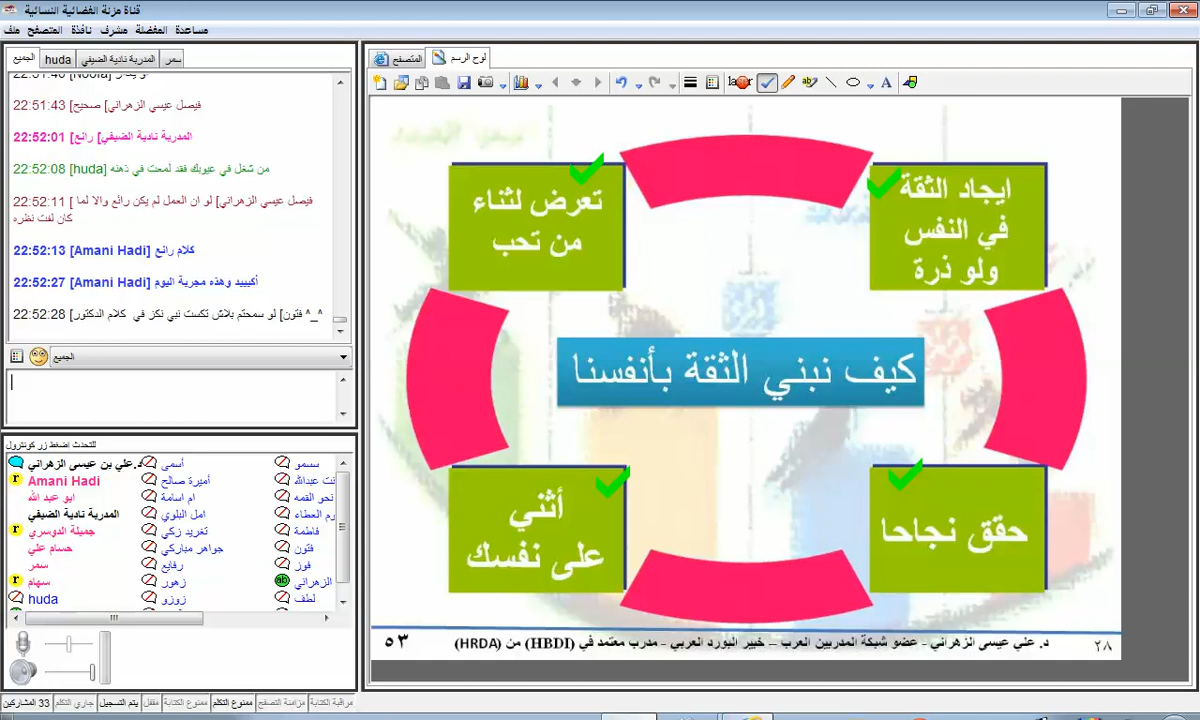 قناة مزنة الفضائية النسائية
ملف المتصفح نافذة مشرف المفضلة مساعدة
الجميع
huda
المدربة نادية الضيفي
سمر
22:51:43 [فيصل عيسي الزهراني] صحيح
22:52:01 [المدربة نادية الضيفي] رائع
22:52:08 [huda] من شغل في عيوبك فقد لمعت في ذهنه
22:52:11 [فيصل عيسي الزهراني] لو ان العمل لم يكن رائع والا لما
كان لفت نظره
22:52:13 [Amani Hadi] كلام رائع
22:52:27 [Amani Hadi] أكيييد وهذه مجربة اليوم
22:52:28 [فتون] لو سمحتم بلاش تكست نبي نكز في كلام الدكتور ^_^
الجميع
للتحدث اضغط زر كونترول
د.علي بن عيسى الزهراني
أسمى
سسمو
Amani Hadi
أميرة صالح
نت عبدالله
ابو عبد الله
ام اسامة
نحو القمه
المدربة نادية الضيفي
امل البلوي
رم العطاء
جميلة الدوسري
تغريد زكي
فاطمة
حسام علي
جواهر مباركي
فتون
سمر
رفايع
فوز
سهام
زهور
الزهراني
huda
زوزو
لطف
33 المشاركين
جاري التكلم
يتم التسجيل
مقفل
ممنوع الكتابة
ممنوع التكلم
مزامنة التصفح
مراقبة الكتابة
المتصفح
لوح الرسم
ايجاد الثقة
في النفس
ولو ذرة
تعرض لثناء
من تحب
كيف نبني الثقة بأنفسنا
حقق نجاحا
أثني
على نفسك
٢٨
د. علي عيسى الزهراني - عضو شبكة المدربين العرب – خبير البورد العربي - مدرب معتمد في (HBDI) من (HRDA)
٥٣